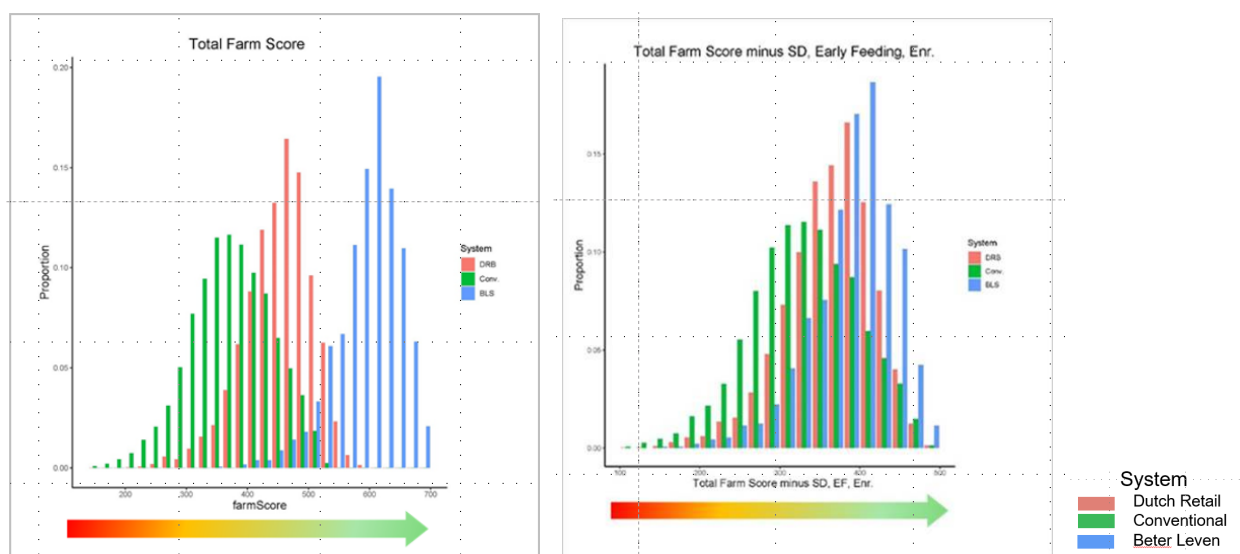 Total Farm Score
0.20
0.15
0.10
0.05
0.00
Proportion
200
300
400
500
600
700
farmScore
System
DRB
Conv.
BLS
Total Farm Score minus SD, Early Feeding, Enr.
0.15
0.10
0.05
0.00
Proportion
100
200
300
400
500
Total Farm Score minus SD, EF, Enr.
System
DRB
Conv.
BLS
System
Dutch Retail
Conventional
Beter Leven